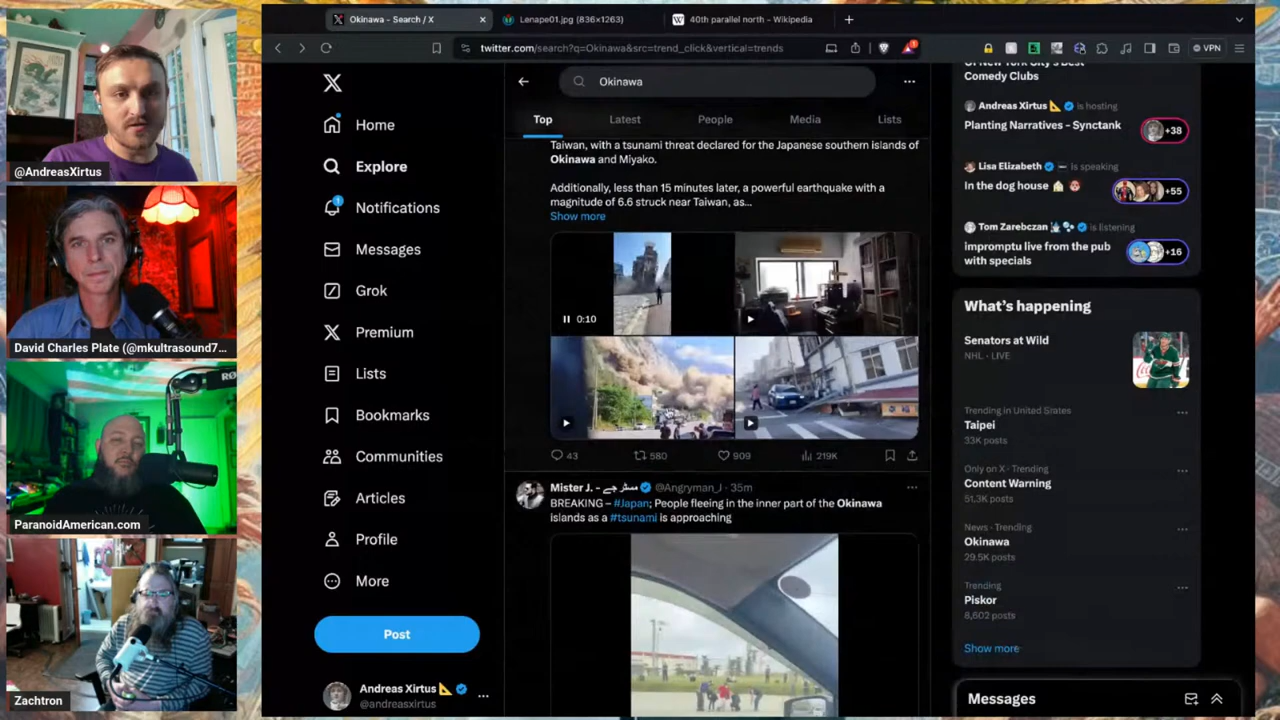 @AndreasXirtus
David Charles Plate (@mkultrasound7...
ParanoidAmerican.com
Zachtron
Okinawa - Search / X
Lenape01.jpg (836×1263)
40th parallel north - Wikipedia
twitter.com/search?q=Okinawa&src=trend_click&vertical=trends
VPN
Home
Explore
Notifications
Messages
Grok
Premium
Lists
Bookmarks
Communities
Articles
Profile
More
Post
Andreas Xirtus
@andreasxirtus
Okinawa
Top
Latest
People
Media
Lists
Taiwan, with a tsunami threat declared for the Japanese southern islands of
Okinawa and Miyako.
Additionally, less than 15 minutes later, a powerful earthquake with a
magnitude of 6.6 struck near Taiwan, as...
Show more
0:10
43
580
909
219K
Mister J. - مسٹر جے @Angryman_J · 35m
BREAKING – #Japan; People fleeing in the inner part of the Okinawa
islands as a #tsunami is approaching
Of New York City's Best
Comedy Clubs
Andreas Xirtus is hosting
Planting Narratives - Synctank
+38
Lisa Elizabeth is speaking
In the dog house
+55
Tom Zarebczan is listening
impromptu live from the pub
with specials
+16
What's happening
Senators at Wild
NHL · LIVE
Trending in United States
Taipei
33K posts
Only on X · Trending
Content Warning
51.3K posts
News · Trending
Okinawa
29.5K posts
Trending
Piskor
8,602 posts
Show more
Messages